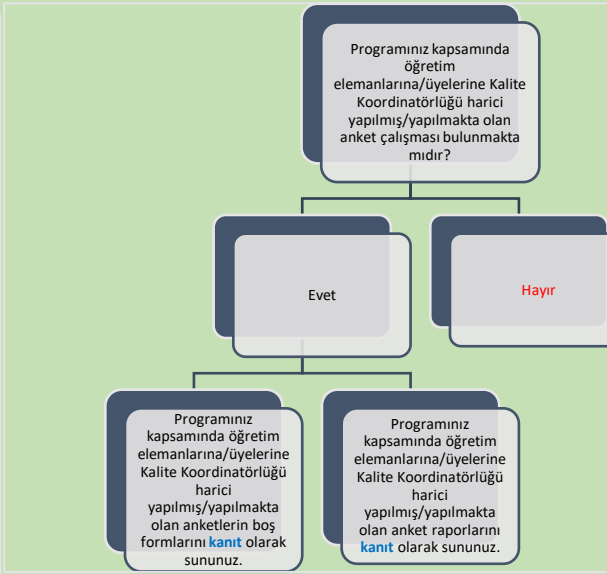 Programınız kapsamında
öğretim
elemanlarına/üyelerine Kalite
Koordinatörlüğü harici
yapılmış/yapılmakta olan
anket çalışması bulunmakta
mıdır?
Evet
Hayır
Programınız
kapsamında öğretim
elemanlarına/üyelerine
Kalite Koordinatörlüğü
harici
yapılmış/yapılmakta
olan anketlerin boş
formlarını kanıt olarak
sununuz.
Programınız
kapsamında öğretim
elemanlarına/üyelerine
Kalite Koordinatörlüğü
harici
yapılmış/yapılmakta
olan anket raporlarını
kanıt olarak sununuz.